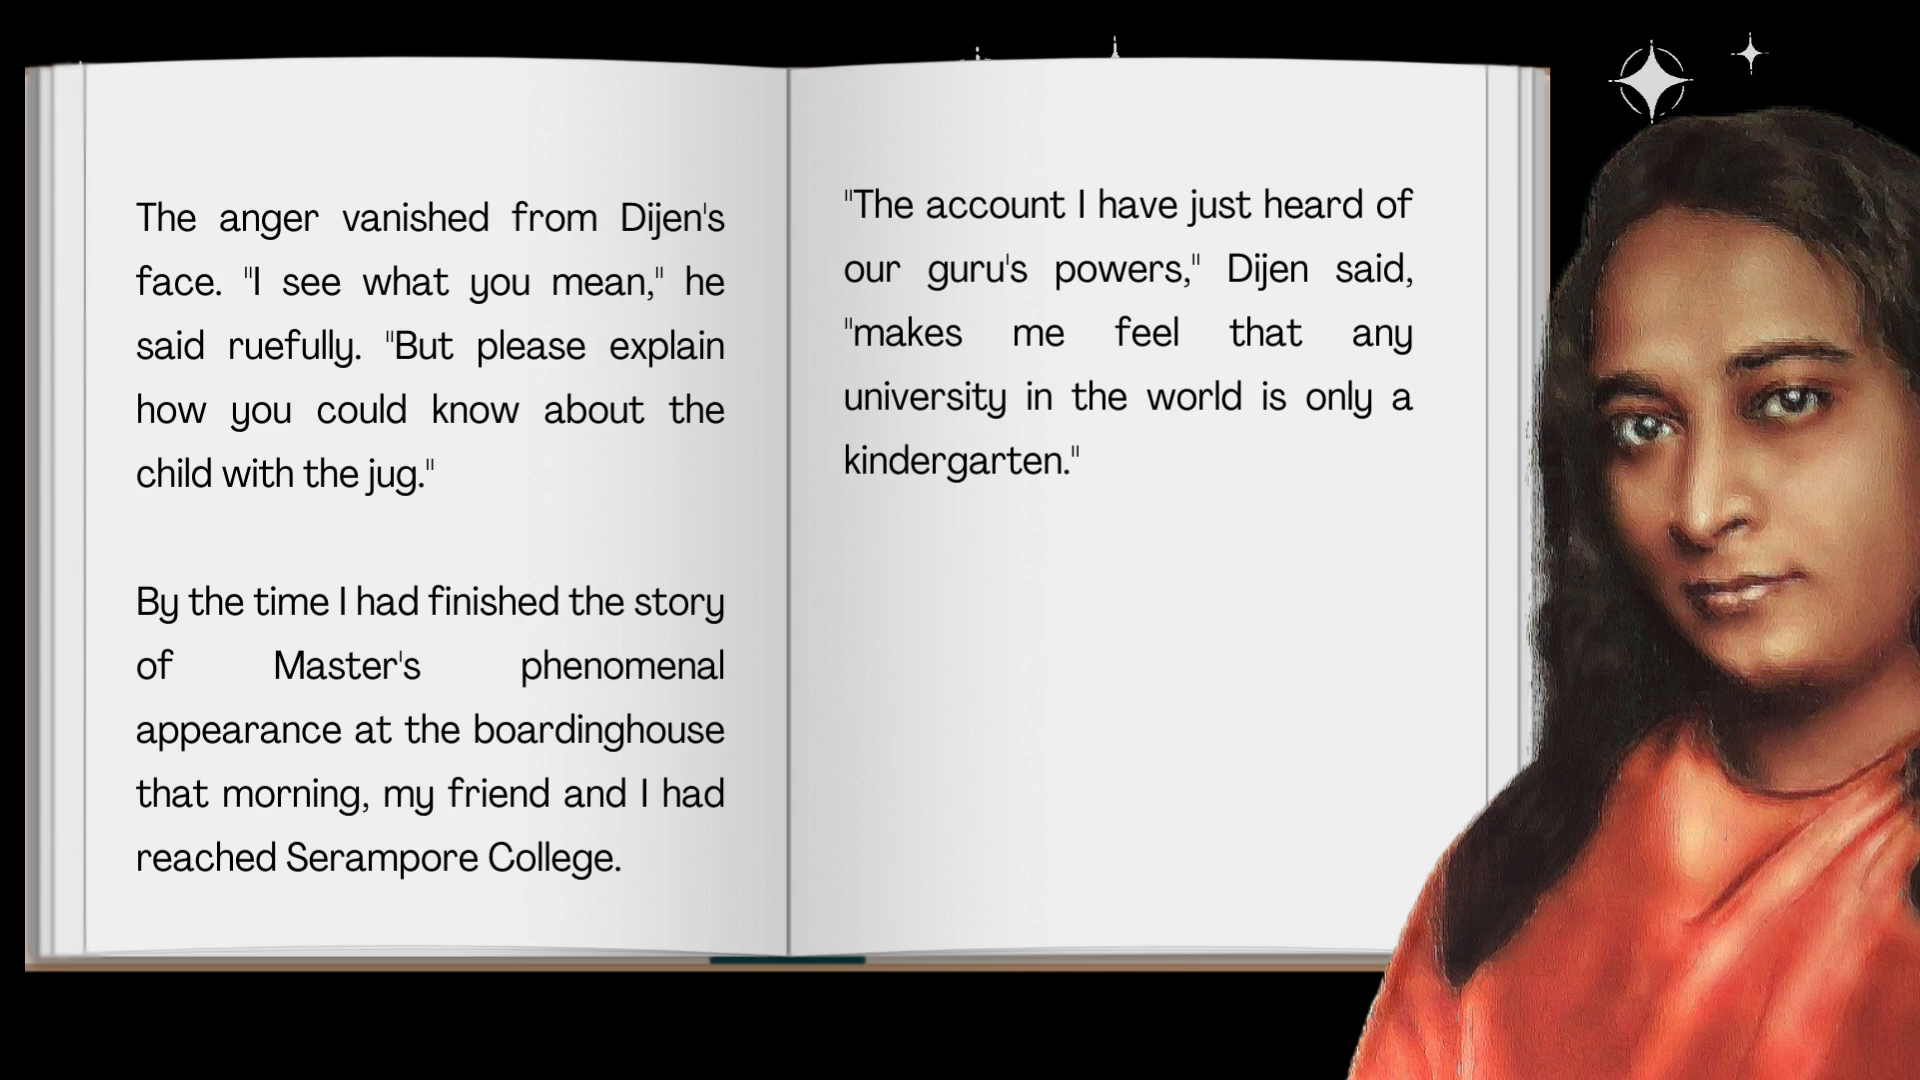 The anger vanished from Dijen's
face. "I see what you mean," he
said ruefully. "But please explain
how you could know about the
child with the jug."
By the time I had finished the story
of Master's phenomenal
appearance at the boardinghouse
that morning, my friend and I had
reached Serampore College.
"The account I have just heard of
our guru's powers," Dijen said,
"makes me feel that any
university in the world is only a
kindergarten."